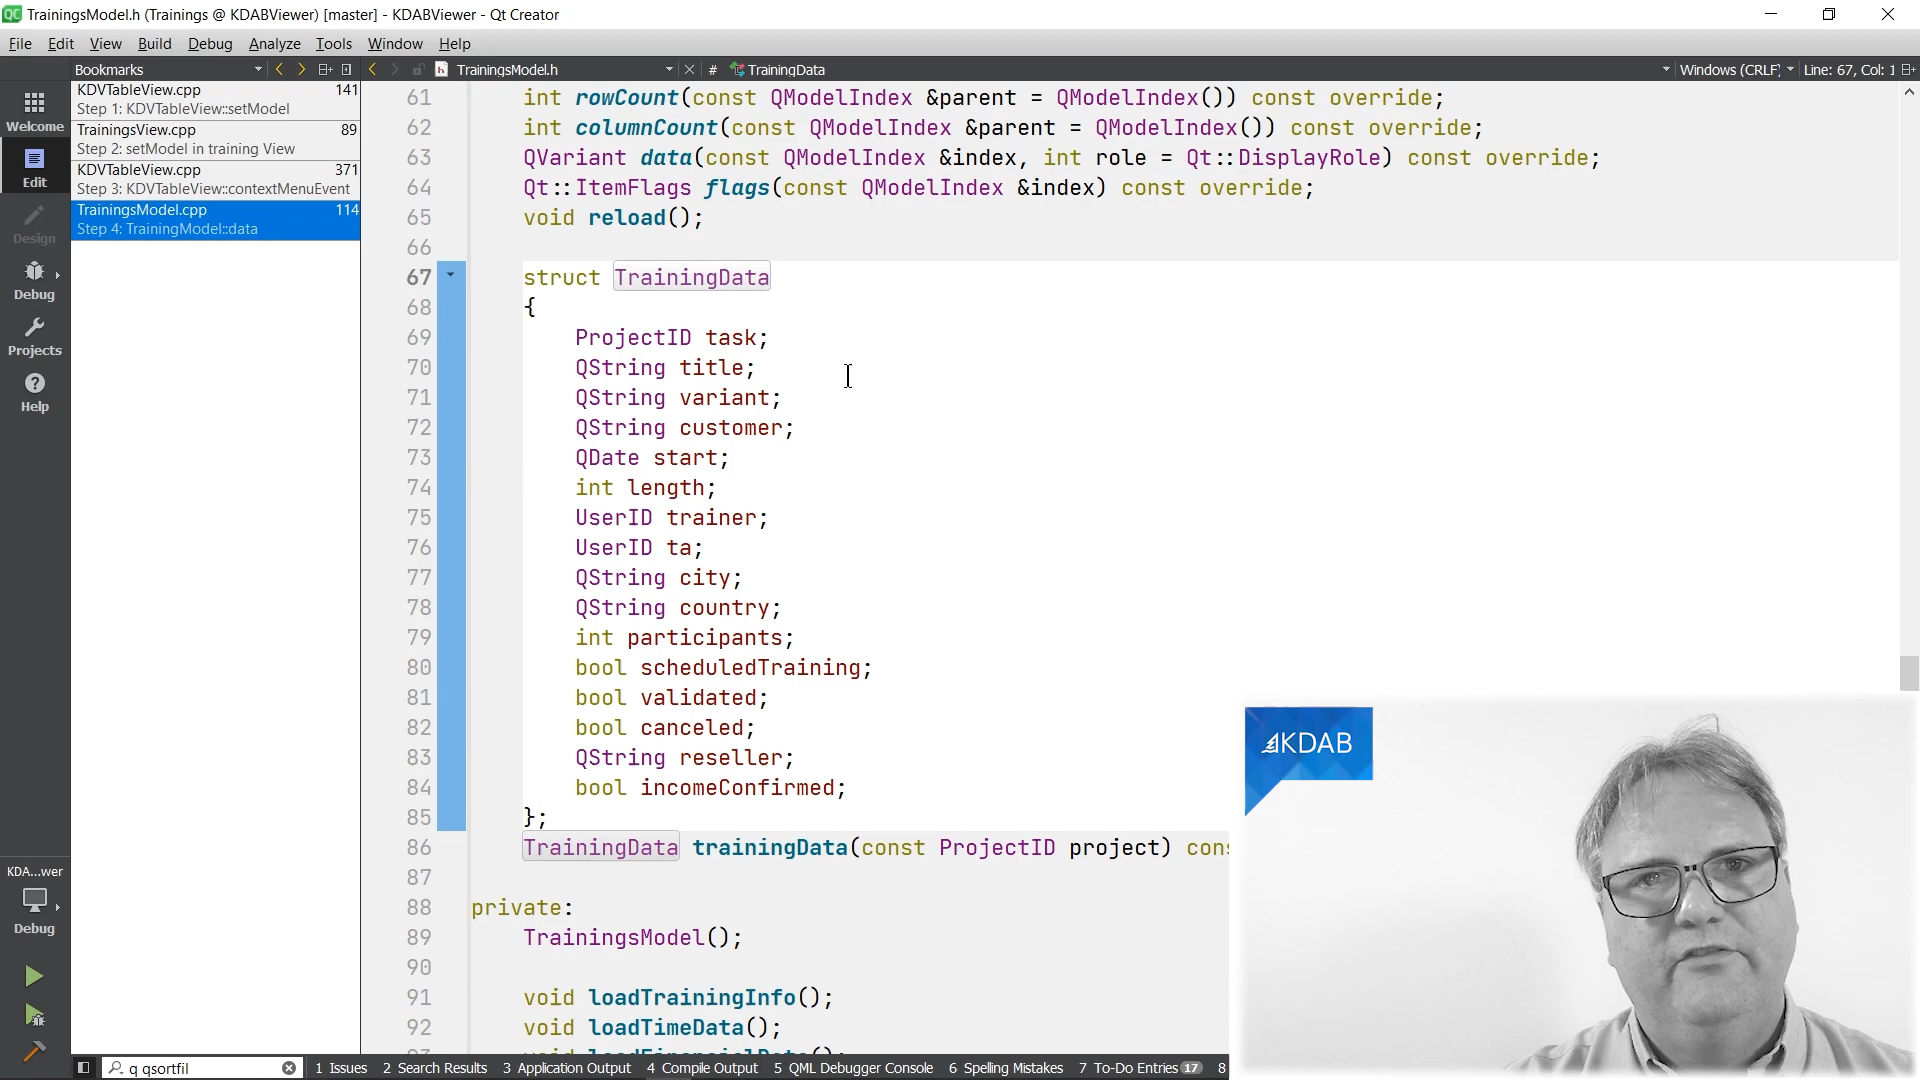 TrainingsModel.h (Trainings @ KDABViewer) [master] - KDABViewer - Qt Creator
File Edit View Build Debug Analyze Tools Window Help
Bookmarks
TrainingsModel.h
# TrainingData
Windows (CRLF)
Line: 67, Col: 1
Welcome
Edit
Design
Debug
Projects
Help
KDA...wer
Debug
KDVTableView.cpp 141
Step 1: KDVTableView::setModel
TrainingsView.cpp 89
Step 2: setModel in training View
KDVTableView.cpp 371
Step 3: KDVTableView::contextMenuEvent
TrainingsModel.cpp 114
Step 4: TrainingModel::data
61 int rowCount(const QModelIndex &parent = QModelIndex()) const override;
62 int columnCount(const QModelIndex &parent = QModelIndex()) const override;
63 QVariant data(const QModelIndex &index, int role = Qt::DisplayRole) const override;
64 Qt::ItemFlags flags(const QModelIndex &index) const override;
65 void reload();
66
67 struct TrainingData
68 {
69 ProjectID task;
70 QString title;
71 QString variant;
72 QString customer;
73 QDate start;
74 int length;
75 UserID trainer;
76 UserID ta;
77 QString city;
78 QString country;
79 int participants;
80 bool scheduledTraining;
81 bool validated;
82 bool canceled;
83 QString reseller;
84 bool incomeConfirmed;
85 };
86 TrainingData trainingData(const ProjectID project) cons
87
88 private:
89 TrainingsModel();
90
91 void loadTrainingInfo();
92 void loadTimeData();
KDAB
q qsortfil
1 Issues 2 Search Results 3 Application Output 4 Compile Output 5 QML Debugger Console 6 Spelling Mistakes 7 To-Do Entries 17 8